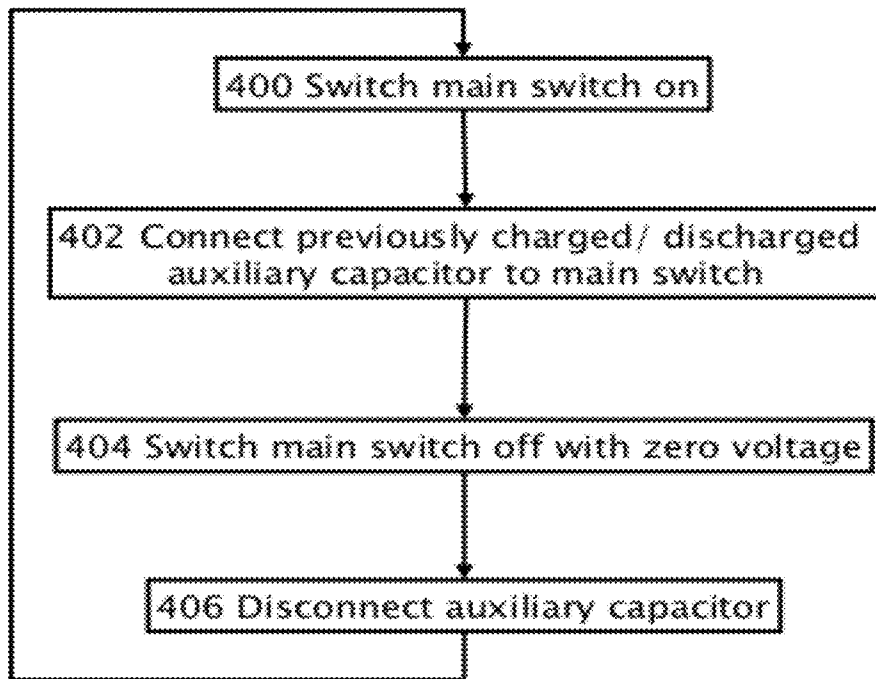 400 Switch main switch on
402 Connect previously charged/ discharged
auxiliary capacitor to main switch
404 Switch main switch off with zero voltage
406 Disconnect auxiliary capacitor